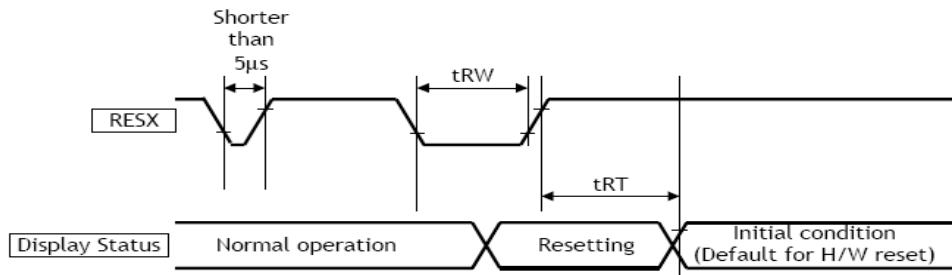 Shorter
than
5µs
tRW
RESX
tRT
Display Status
Normal operation
Resetting
Initial condition
(Default for H/W reset)